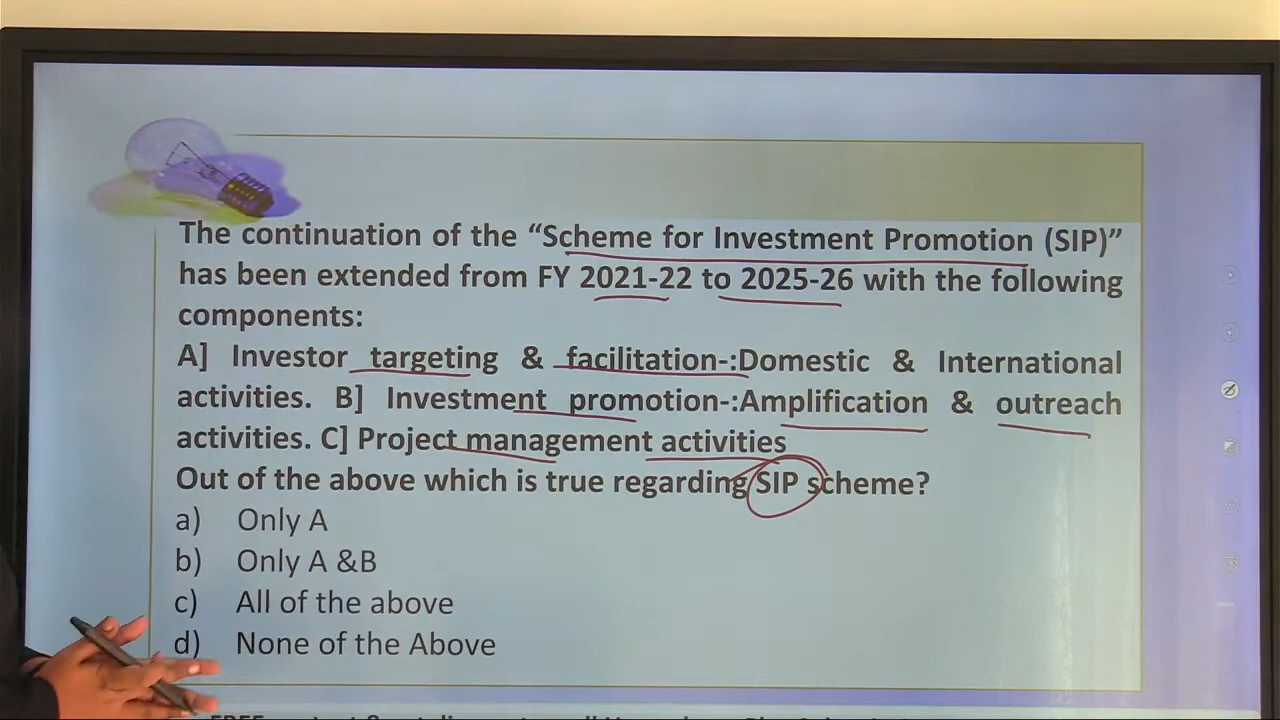 The continuation of the “Scheme for Investment Promotion (SIP)”
has been extended from FY 2021-22 to 2025-26 with the following
components:
A] Investor targeting & facilitation-:Domestic & International
activities. B] Investment promotion-:Amplification & outreach
activities. C] Project management activities
Out of the above which is true regarding SIP scheme?
a) Only A
b) Only A &B
c) All of the above
d) None of the Above